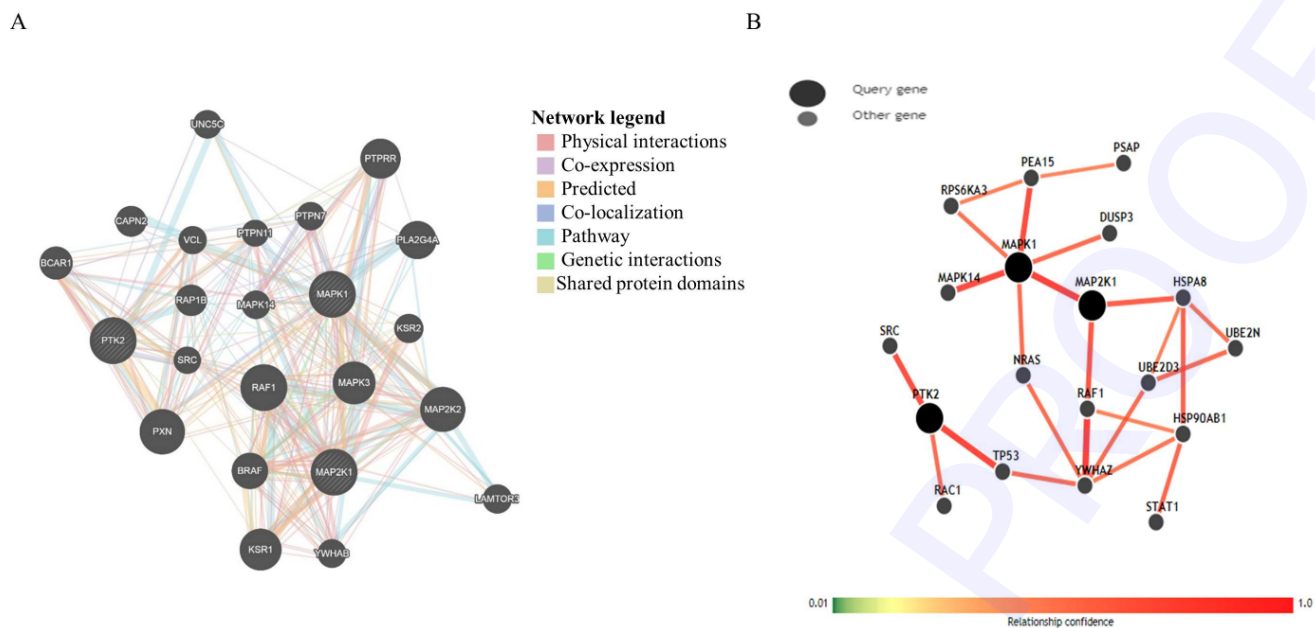 A
B
UNC5C
PTPRR
CAPN2
VCL
PTPN11
PTPN7
PLA2G4A
BCAR1
RAP1B
MAPK14
MAPK1
KSR2
PTK2
SRC
RAF1
MAPK3
MAP2K2
PXN
BRAF
MAP2K1
LAMTOR3
KSR1
YWHAB
Network legend
Physical interactions
Co-expression
Predicted
Co-localization
Pathway
Genetic interactions
Shared protein domains
Query gene
Other gene
PSAP
PEA15
RPS6KA3
DUSP3
MAPK1
MAPK14
MAP2K1
HSPA8
SRC
UBE2N
NRAS
UBE2D3
PTK2
RAF1
HSP90AB1
TP53
YWHAZ
RAC1
STAT1
0.01
1.0
Relationship confidence
PROOF